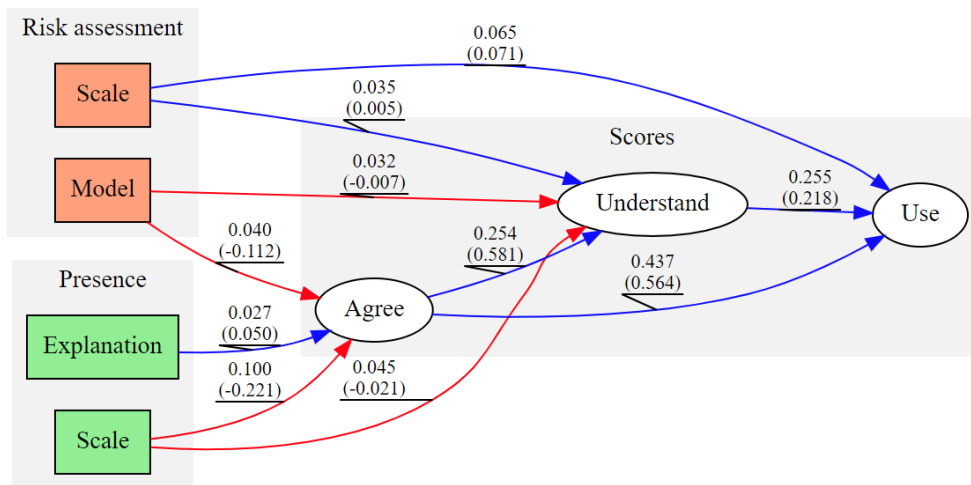 Risk assessment
Scale
Model
Presence
Explanation
Scale
0.065
(0.071)
0.035
(0.005)
Scores
0.032
(-0.007)
Understand
0.255
(0.218)
Use
0.040
(-0.112)
0.254
(0.581)
0.437
(0.564)
Agree
0.027
(0.050)
0.100
(-0.221)
0.045
(-0.021)